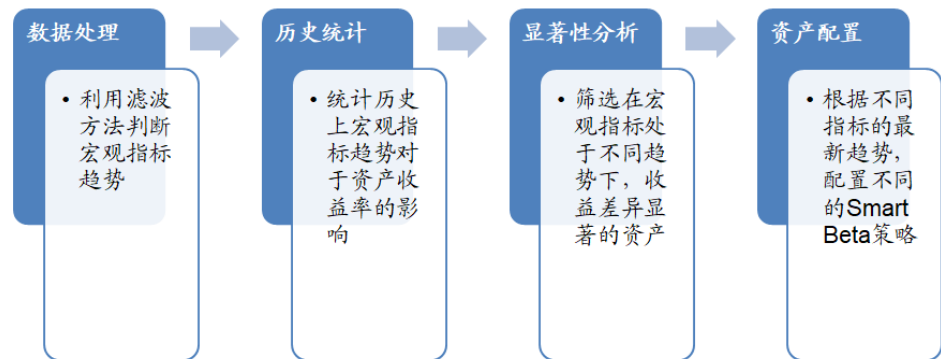 数据处理
• 利用滤波
方法判断
宏观指标
趋势
历史统计
• 统计历史
上宏观指
标趋势对
于资产收
益率的影
响
显著性分析
• 筛选在宏
观指标处
于不同趋
势下，收
益差异显
著的资产
资产配置
• 根据不同
指标的最
新趋势，
配置不同
的Smart
Beta策略